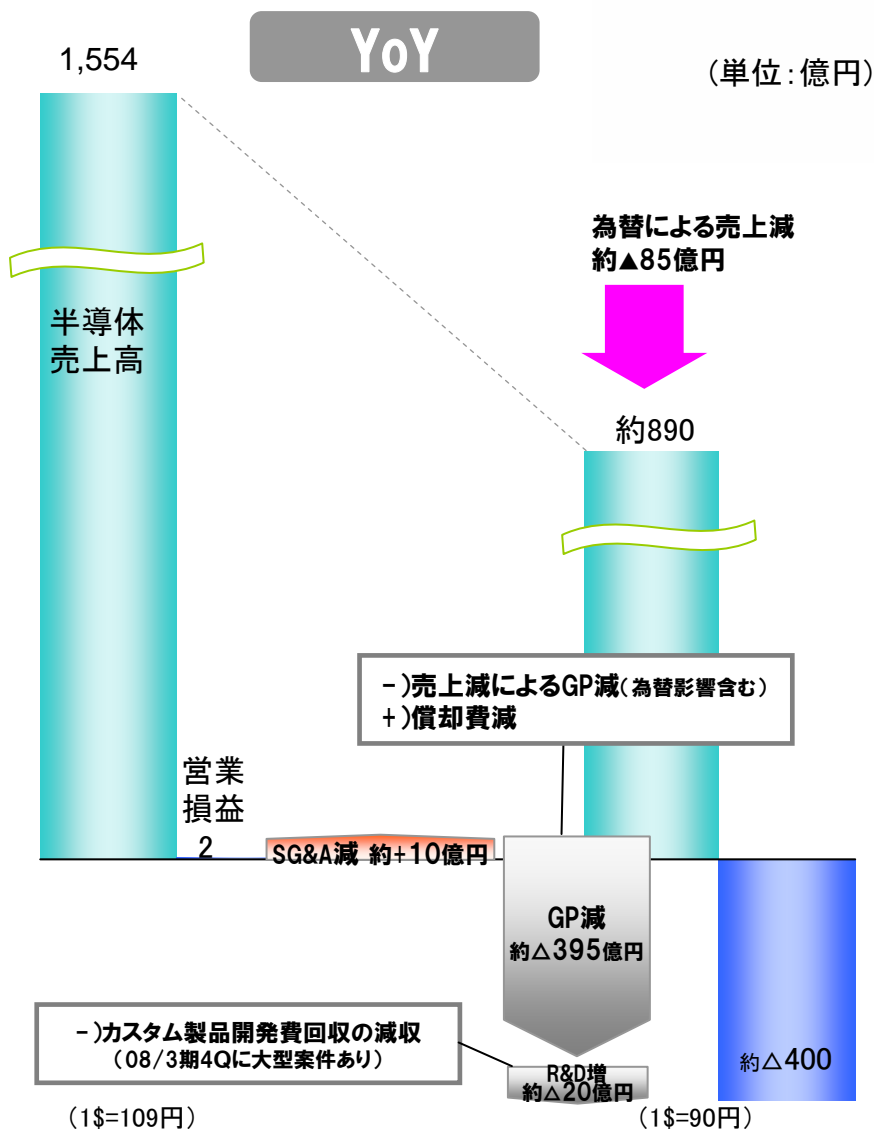 YoY
(単位:億円)
1,554
半導体
売上高
為替による売上減
約▲85億円
約890
-)売上減によるGP減(為替影響含む)
+)償却費減
営業
損益
2
SG&A減 約+10億円
GP減
約△395億円
-)カスタム製品開発費回収の減収
(08/3期4Qに大型案件あり)
R&D増
約△20億円
約△400
(1$=109円)
(1$=90円)